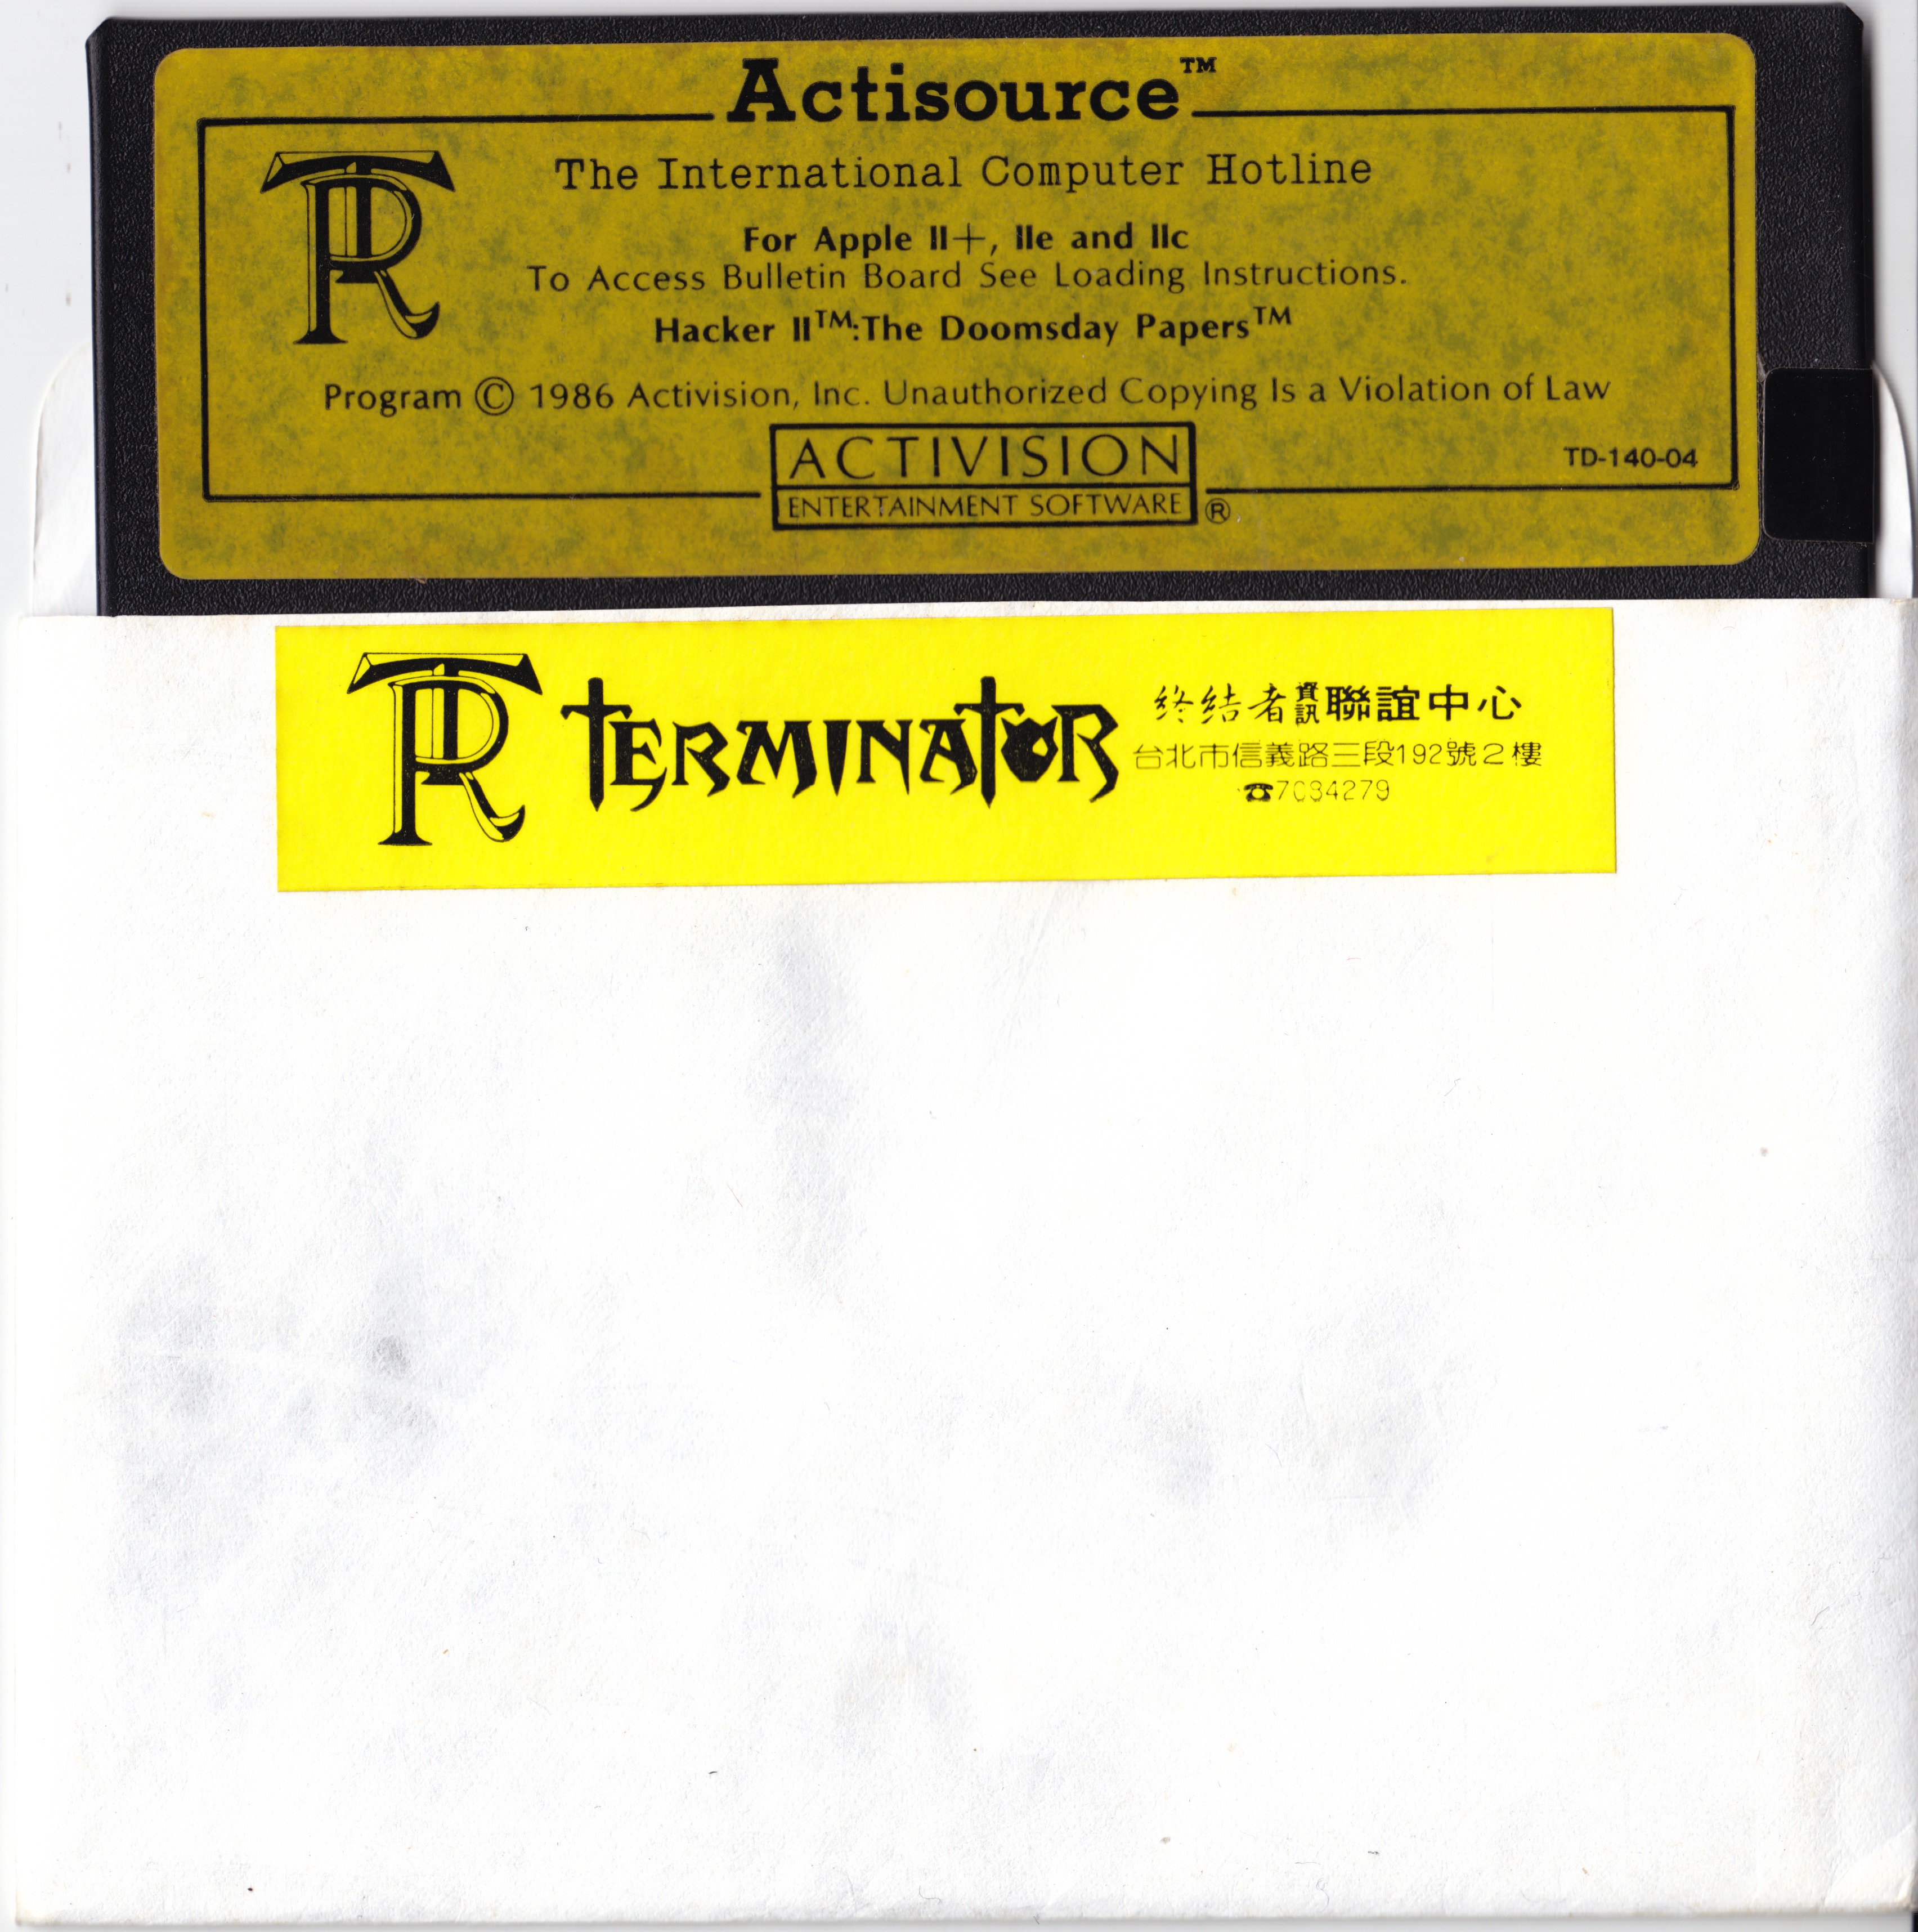 Actisource™
TR
The International Computer Hotline
For Apple II+, IIe and IIc
To Access Bulletin Board See Loading Instructions.
Hacker II™:The Doomsday Papers™
Program © 1986 Activision, Inc. Unauthorized Copying Is a Violation of Law
ACTIVISION
TD-140-04
ENTERTAINMENT SOFTWARE ®
TR TERMINATOR 終結者資訊聯誼中心
台北市信義路三段192號2樓
☎7034279